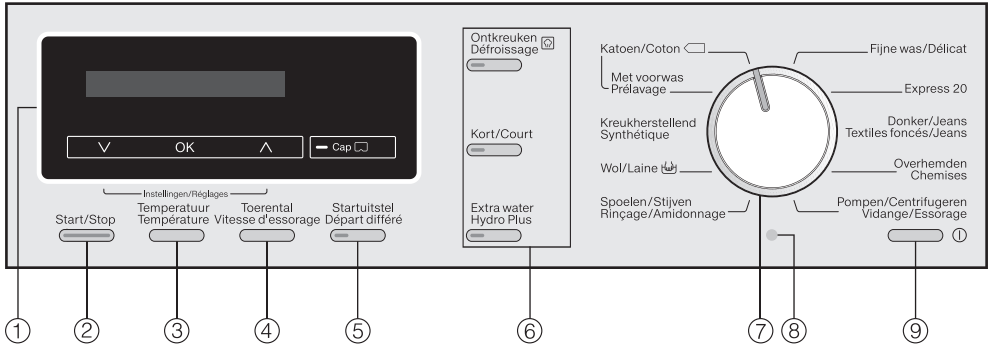 OK
Cap
Instellingen/Réglages
Start/Stop
Temperatuur
Température
Toerental
Vitesse d'essorage
Startuitstel
Départ différé
Ontkreuken
Défroissage
Kort/Court
Extra water
Hydro Plus
Katoen/Coton
Met voorwas
Prélavage
Kreukherstellend
Synthétique
Wol/Laine
Spoelen/Stijven
Rinçage/Amidonnage
Fijne was/Délicat
Express 20
Donker/Jeans
Textiles foncés/Jeans
Overhemden
Chemises
Pompen/Centrifugeren
Vidange/Essorage
① ② ③ ④ ⑤ ⑥ ⑦ ⑧ ⑨